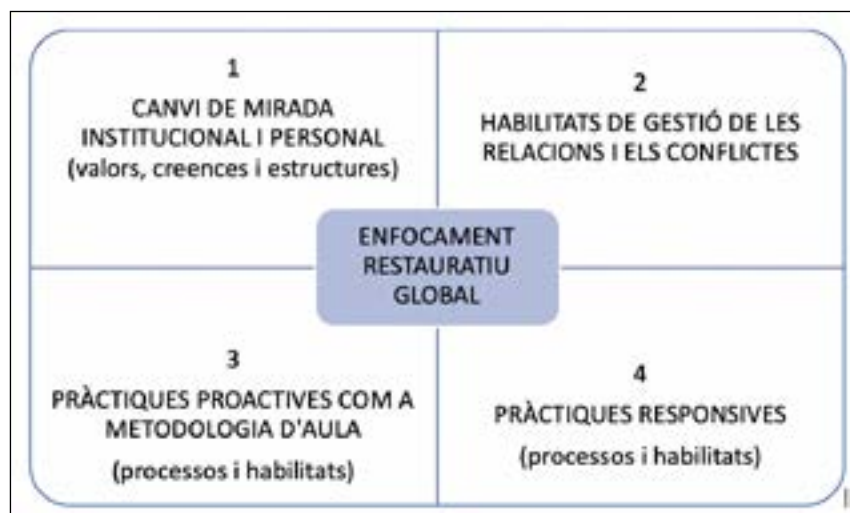 1
CANVI DE MIRADA
INSTITUCIONAL I PERSONAL
(valors, creences i estructures)
2
HABILITATS DE GESTIÓ DE LES
RELACIONS I ELS CONFLICTES
ENFOCAMENT
RESTAURATIU
GLOBAL
3
PRÀCTIQUES PROACTIVES COM A
METODOLOGIA D'AULA
(processos i habilitats)
4
PRÀCTIQUES RESPONSIVES
(processos i habilitats)